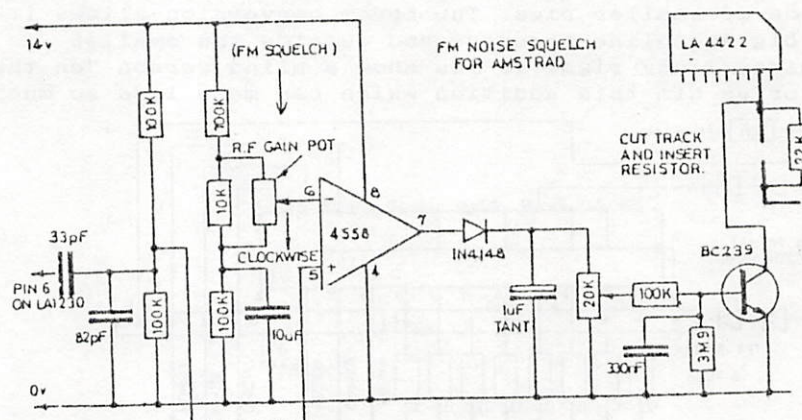 14v
(FM SQUELCH)
FM NOISE SQUELCH
FOR AMSTRAD
LA 4422
100K
100K
R.F GAIN POT
CUT TRACK
AND INSERT
RESISTOR.
22K
10K
6
-
8
4558
7
CLOCKWISE
5
+
4
1N4148
BC239
33pF
PIN 6
ON LA1230
82pF
100K
100K
10uF
1uF
TANT
20K
100K
330nF
3M9
0v